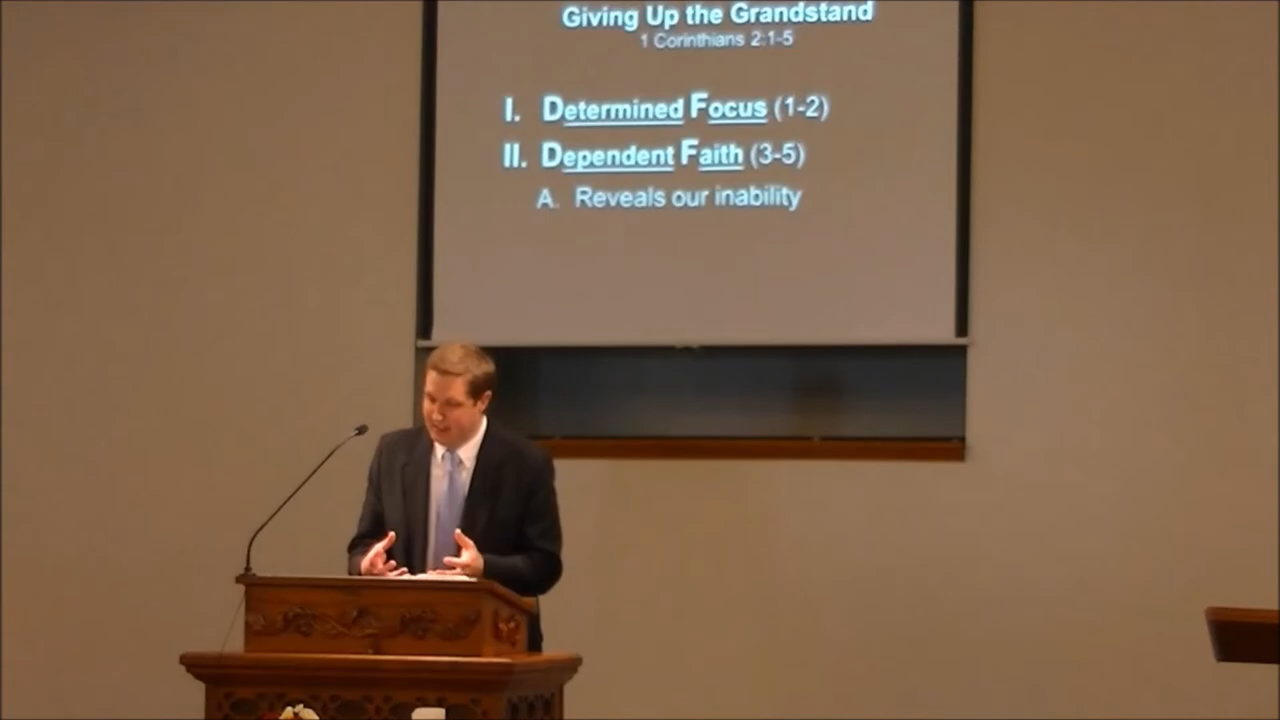 Giving Up the Grandstand
1 Corinthians 2:1-5
I. Determined Focus (1-2)
II. Dependent Faith (3-5)
A. Reveals our inability